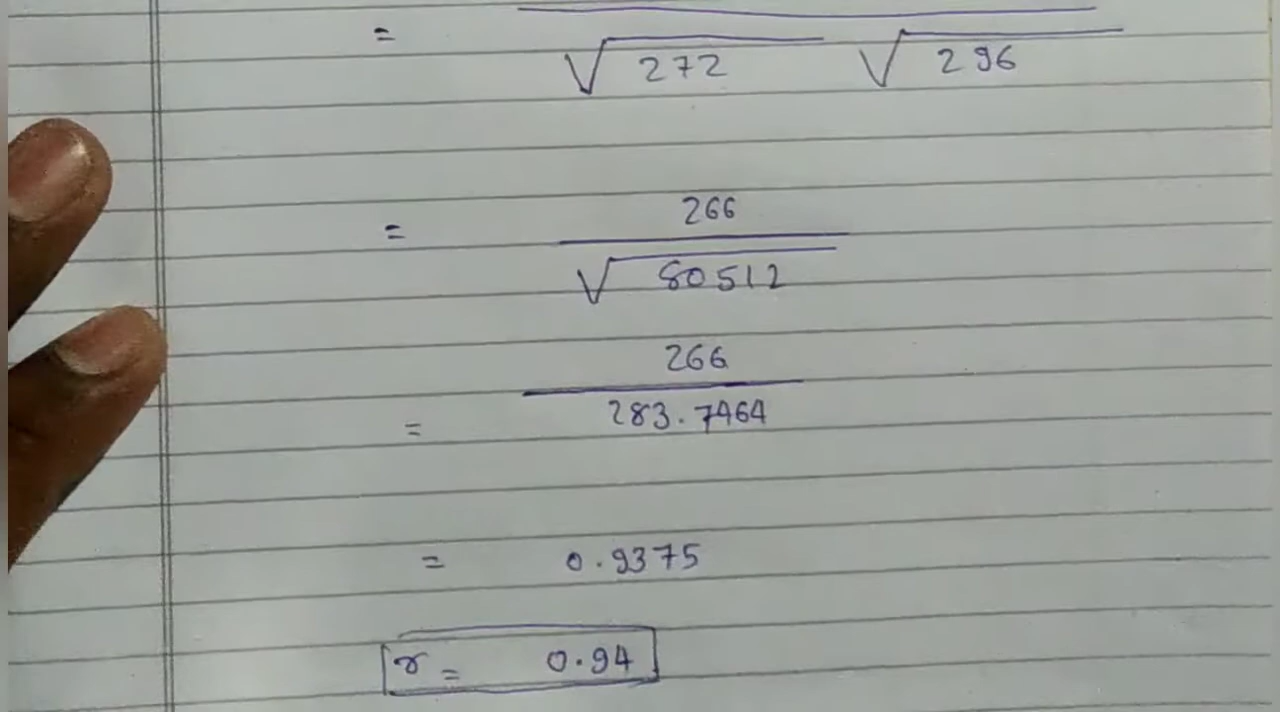 = √272 √296
= 266
√80512
266
= 283.7464
= 0.9375
r = 0.94